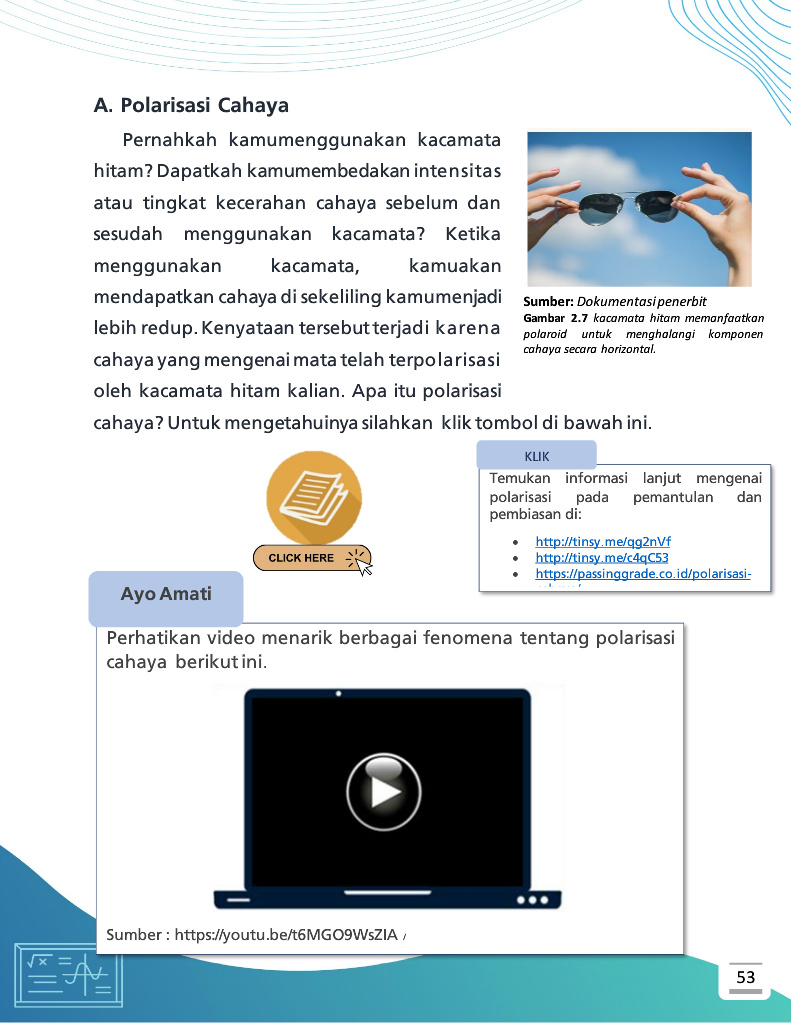 A. Polarisasi Cahaya
Pernahkah kamumenggunakan kacamata
hitam? Dapatkah kamumembedakan intensitas
atau tingkat kecerahan cahaya sebelum dan
sesudah menggunakan kacamata? Ketika
menggunakan kacamata, kamuakan
mendapatkan cahaya di sekeliling kamumenjadi
lebih redup. Kenyataan tersebut terjadi karena
cahaya yang mengenai mata telah terpolarisasi
oleh kacamata hitam kalian. Apa itu polarisasi
cahaya? Untuk mengetahuinya silahkan klik tombol di bawah ini.
Sumber: Dokumentasi penerbit
Gambar 2.7 kacamata hitam memanfaatkan
polaroid untuk menghalangi komponen
cahaya secara horizontal.
CLICK HERE
KLIK
Temukan informasi lanjut mengenai
polarisasi pada pemantulan dan
pembiasan di:
• http://tinsy.me/qg2nVf
• http://tinsy.me/c4qC53
• https://passinggrade.co.id/polarisasi-
Ayo Amati
Perhatikan video menarik berbagai fenomena tentang polarisasi
cahaya berikut ini.
Sumber : https://youtu.be/t6MGO9WsZIA /
√x
53